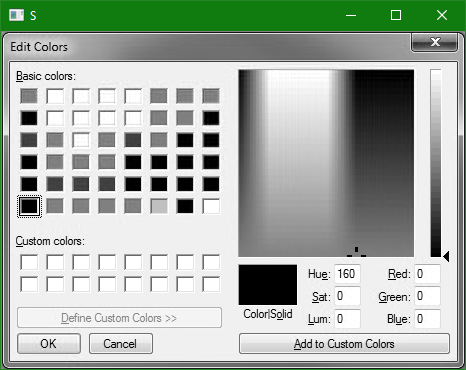 S
Edit Colors
Basic colors:
Custom colors:
Define Custom Colors >>
OK
Cancel
Color|Solid
Hue: 160
Sat: 0
Lum: 0
Red: 0
Green: 0
Blue: 0
Add to Custom Colors